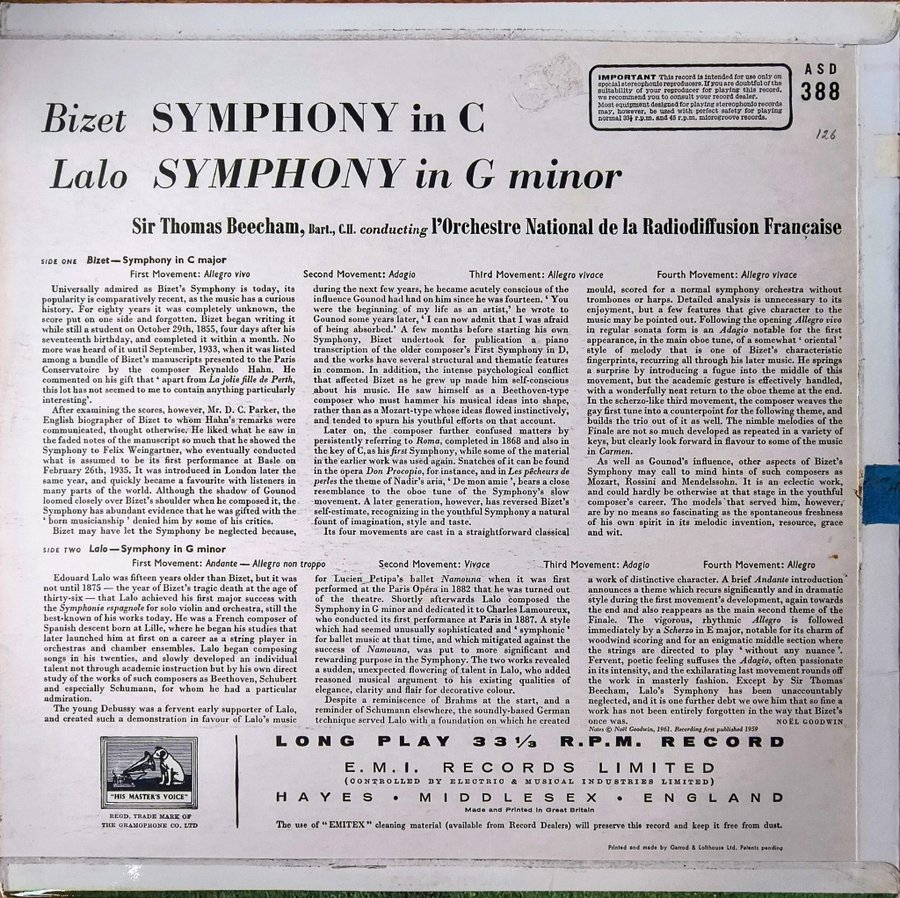 IMPORTANT This record is intended for use only on
special stereophonic reproducers. If you are doubtful of the
suitability of your reproducer for playing this record,
we recommend you to consult your record dealer.
Most equipment designed for playing stereophonic records
may, however, be used with perfect safety for playing
normal 33⅓ r.p.m. and 45 r.p.m. microgroove records.
ASD
388
126
Bizet SYMPHONY in C
Lalo SYMPHONY in G minor
Sir Thomas Beecham, Bart., C.H. conducting l'Orchestre National de la Radiodiffusion Française
SIDE ONE Bizet—Symphony in C major
First Movement: Allegro vivo Second Movement: Adagio Third Movement: Allegro vivace Fourth Movement: Allegro vivace
Universally admired as Bizet's Symphony is today, its
popularity is comparatively recent, as the music has a curious
history. For eighty years it was completely unknown, the
score put on one side and forgotten. Bizet began writing it
while still a student on October 29th, 1855, four days after his
seventeenth birthday, and completed it within a month. No
more was heard of it until September, 1933, when it was listed
among a bundle of Bizet's manuscripts presented to the Paris
Conservatoire by the composer Reynaldo Hahn. He
commented on his gift that ' apart from La jolie fille de Perth,
this lot has not seemed to me to contain anything particularly
interesting'.
After examining the scores, however, Mr. D. C. Parker, the
English biographer of Bizet to whom Hahn's remarks were
communicated, thought otherwise. He liked what he saw in
the faded notes of the manuscript so much that he showed the
Symphony to Felix Weingartner, who eventually conducted
what is assumed to be its first performance at Basle on
February 26th, 1935. It was introduced in London later the
same year, and quickly became a favourite with listeners in
many parts of the world. Although the shadow of Gounod
loomed closely over Bizet's shoulder when he composed it, the
Symphony has abundant evidence that he was gifted with the
' born musicianship ' denied him by some of his critics.
Bizet may have let the Symphony be neglected because,
during the next few years, he became acutely conscious of the
influence Gounod had had on him since he was fourteen. ' You
were the beginning of my life as an artist,' he wrote to
Gounod some years later, ' I can now admit that I was afraid
of being absorbed.' A few months before starting his own
Symphony, Bizet undertook for publication a piano
transcription of the older composer's First Symphony in D,
and the works have several structural and thematic features
in common. In addition, the intense psychological conflict
that affected Bizet as he grew up made him self-conscious
about his music. He saw himself as a Beethoven-type
composer who must hammer his musical ideas into shape,
rather than as a Mozart-type whose ideas flowed instinctively,
and tended to spurn his youthful efforts on that account.
Later on, the composer further confused matters by
persistently referring to Roma, completed in 1868 and also in
the key of C, as his first Symphony, while some of the material
in the earlier work was used again. Snatches of it can be found
in the opera Don Procopio, for instance, and in Les pêcheurs de
perles the theme of Nadir's aria, ' De mon amie ', bears a close
resemblance to the oboe tune of the Symphony's slow
movement. A later generation, however, has reversed Bizet's
self-estimate, recognizing in the youthful Symphony a natural
fount of imagination, style and taste.
Its four movements are cast in a straightforward classical
mould, scored for a normal symphony orchestra without
trombones or harps. Detailed analysis is unnecessary to its
enjoyment, but a few features that give character to the
music may be pointed out. Following the opening Allegro vivo
in regular sonata form is an Adagio notable for the first
appearance, in the main oboe tune, of a somewhat ' oriental '
style of melody that is one of Bizet's characteristic
fingerprints, recurring all through his later music. He springs
a surprise by introducing a fugue into the middle of this
movement, but the academic gesture is effectively handled,
with a wonderfully neat return to the oboe theme at the end.
In the scherzo-like third movement, the composer weaves the
gay first tune into a counterpoint for the following theme, and
builds the trio out of it as well. The nimble melodies of the
Finale are not so much developed as repeated in a variety of
keys, but clearly look forward in flavour to some of the music
in Carmen.
As well as Gounod's influence, other aspects of Bizet's
Symphony may call to mind hints of such composers as
Mozart, Rossini and Mendelssohn. It is an eclectic work,
and could hardly be otherwise at that stage in the youthful
composer's career. The models that served him, however,
are by no means so fascinating as the spontaneous freshness
of his own spirit in its melodic invention, resource, grace
and wit.
SIDE TWO Lalo—Symphony in G minor
First Movement: Andante — Allegro non troppo Second Movement: Vivace Third Movement: Adagio Fourth Movement: Allegro
Edouard Lalo was fifteen years older than Bizet, but it was
not until 1875 — the year of Bizet's tragic death at the age of
thirty-six — that Lalo achieved his first major success with
the Symphonie espagnole for solo violin and orchestra, still the
best-known of his works today. He was a French composer of
Spanish descent born at Lille, where he began his studies that
later launched him at first on a career as a string player in
orchestras and chamber ensembles. Lalo began composing
songs in his twenties, and slowly developed an individual
talent not through academic instruction but by his own direct
study of the works of such composers as Beethoven, Schubert
and especially Schumann, for whom he had a particular
admiration.
The young Debussy was a fervent early supporter of Lalo,
and created such a demonstration in favour of Lalo's music
for Lucien Petipa's ballet Namouna when it was first
performed at the Paris Opéra in 1882 that he was turned out
of the theatre. Shortly afterwards Lalo composed the
Symphony in G minor and dedicated it to Charles Lamoureux,
who conducted its first performance at Paris in 1887. A style
which had seemed unusually sophisticated and ' symphonic '
for ballet music at that time, and which mitigated against the
success of Namouna, was put to more significant and
rewarding purpose in the Symphony. The two works revealed
a sudden, unexpected flowering of talent in Lalo, who added
reasoned musical argument to his existing qualities of
elegance, clarity and flair for decorative colour.
Despite a reminiscence of Brahms at the start, and a
reminder of Schumann elsewhere, the soundly-based German
technique served Lalo with a foundation on which he created
a work of distinctive character. A brief Andante introduction
announces a theme which recurs significantly and in dramatic
style during the first movement's development, again towards
the end and also reappears as the main second theme of the
Finale. The vigorous, rhythmic Allegro is followed
immediately by a Scherzo in E major, notable for its charm of
woodwind scoring and for an enigmatic middle section where
the strings are directed to play ' without any nuance '.
Fervent, poetic feeling suffuses the Adagio, often passionate
in its intensity, and the exhilarating last movement rounds off
the work in masterly fashion. Except by Sir Thomas
Beecham, Lalo's Symphony has been unaccountably
neglected, and it is one further debt we owe him that so fine a
work has not been entirely forgotten in the way that Bizet's
once was. NOËL GOODWIN
Notes © Noël Goodwin, 1961. Recording first published 1959
"HIS MASTER'S VOICE"
REGD. TRADE MARK OF
THE GRAMOPHONE CO. LTD
LONG PLAY 33⅓ R.P.M. RECORD
E.M.I. RECORDS LIMITED
(CONTROLLED BY ELECTRIC & MUSICAL INDUSTRIES LIMITED)
HAYES • MIDDLESEX • ENGLAND
Made and Printed in Great Britain
The use of "EMITEX" cleaning material (available from Record Dealers) will preserve this record and keep it free from dust.
Printed and made by Garrod & Lofthouse Ltd. Patents pending